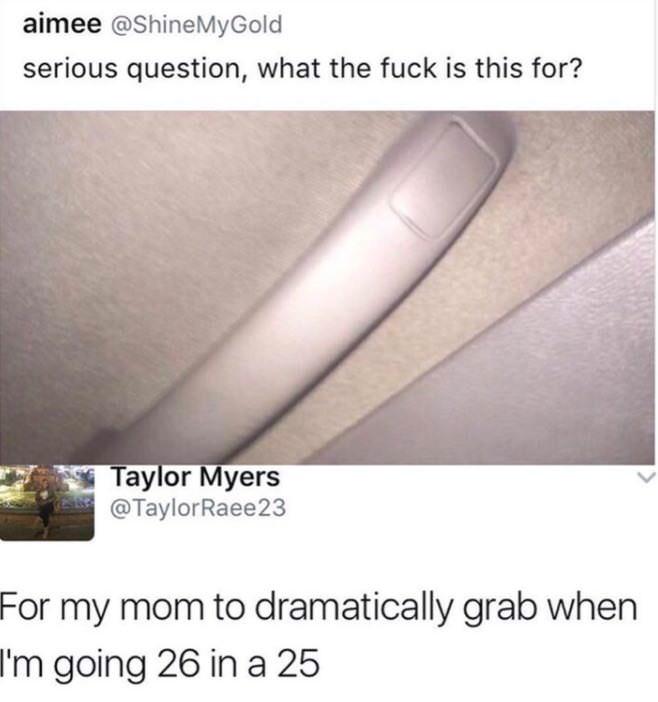 aimee @ShineMyGold
serious question, what the fuck is this for?
Taylor Myers
@TaylorRaee23
For my mom to dramatically grab when
I'm going 26 in a 25